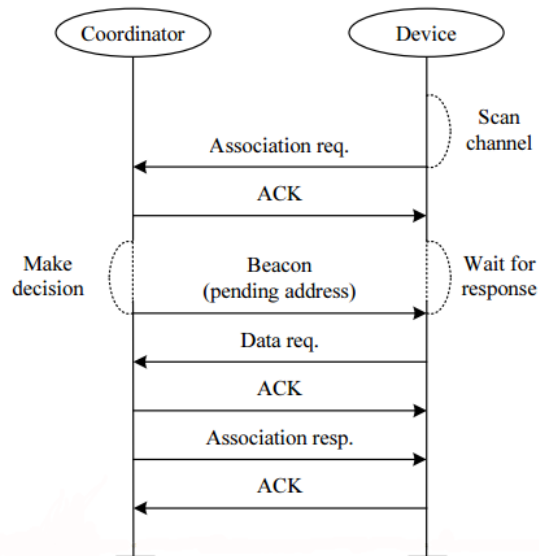 Coordinator
Device
Scan
channel
Association req.
ACK
Make
decision
Beacon
(pending address)
Wait for
response
Data req.
ACK
Association resp.
ACK